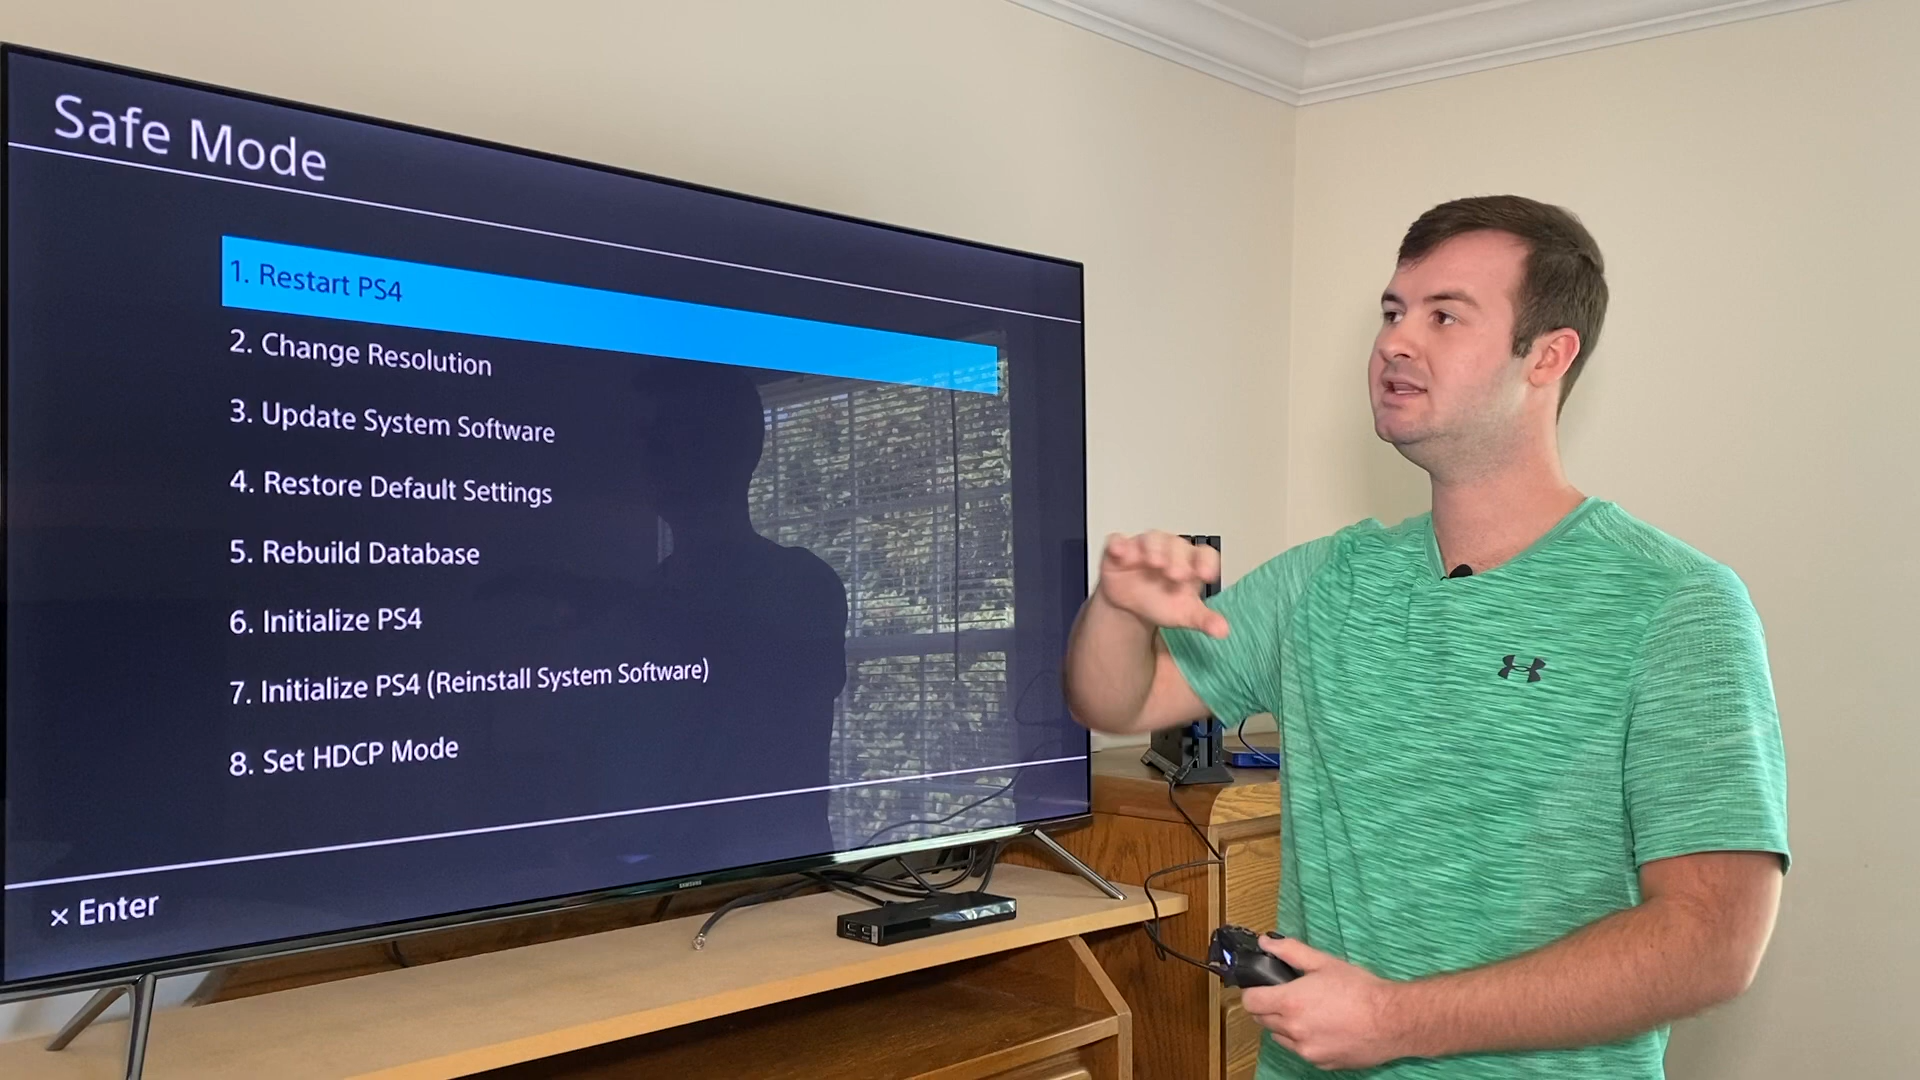 Safe Mode
1. Restart PS4
2. Change Resolution
3. Update System Software
4. Restore Default Settings
5. Rebuild Database
6. Initialize PS4
7. Initialize PS4 (Reinstall System Software)
8. Set HDCP Mode
× Enter
SAMSUNG